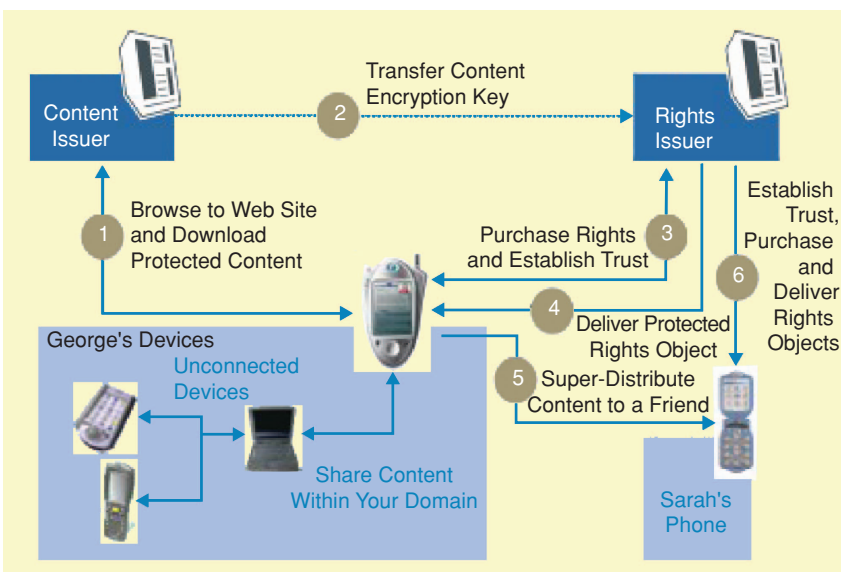 Transfer Content
Encryption Key
2
Content
Issuer
Rights
Issuer
1
Browse to Web Site
and Download
Protected Content
Purchase Rights
and Establish Trust
3
Establish
Trust,
Purchase
and
Deliver
Rights
Objects
6
4
Deliver Protected
Rights Object
George's Devices
Unconnected
Devices
5
Super-Distribute
Content to a Friend
Share Content
Within Your Domain
Sarah's
Phone